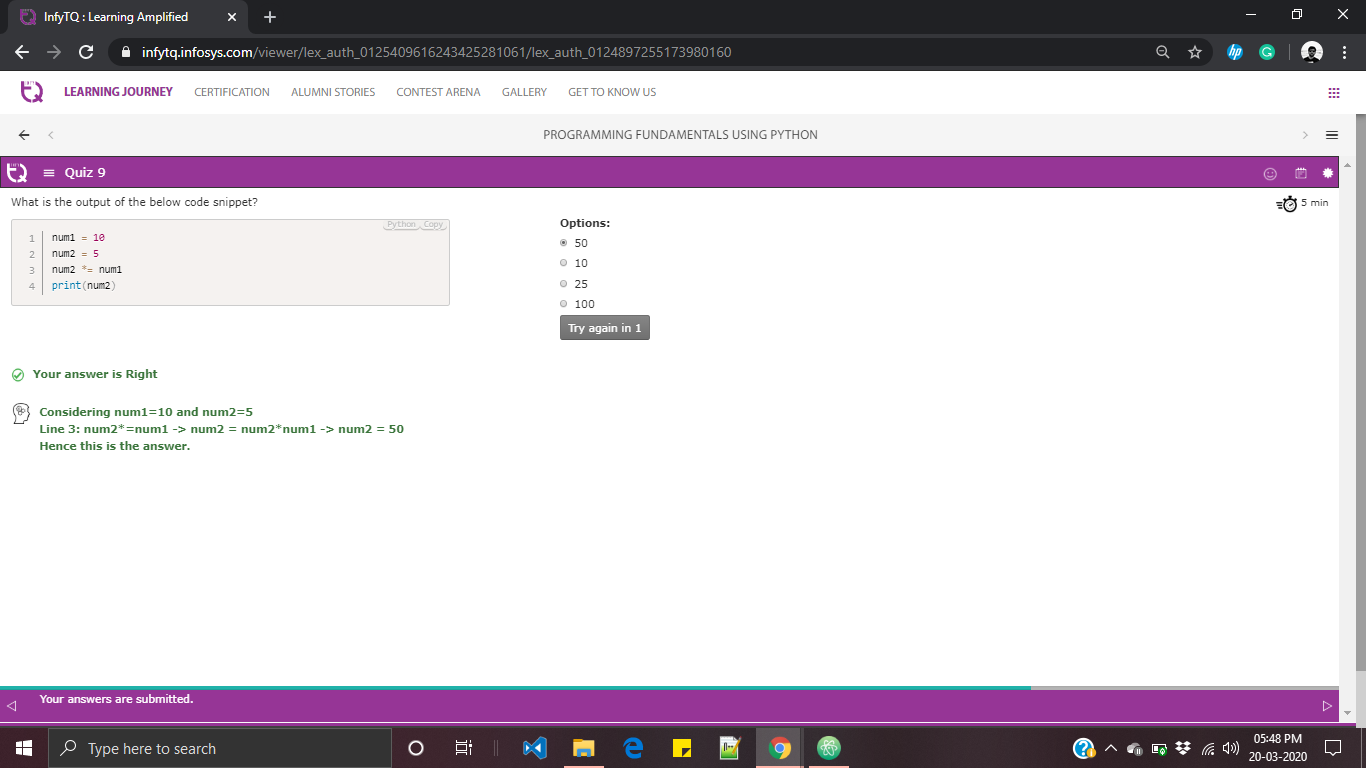 InfyTQ : Learning Amplified
infytq.infosys.com/viewer/lex_auth_0125409616243425281061/lex_auth_0124897255173980160
LEARNING JOURNEY CERTIFICATION ALUMNI STORIES CONTEST ARENA GALLERY GET TO KNOW US
PROGRAMMING FUNDAMENTALS USING PYTHON
Quiz 9
What is the output of the below code snippet?
5 min
Python Copy
1 num1 = 10
2 num2 = 5
3 num2 *= num1
4 print(num2)
Options:
50
10
25
100
Try again in 1
Your answer is Right
Considering num1=10 and num2=5
Line 3: num2*=num1 -> num2 = num2*num1 -> num2 = 50
Hence this is the answer.
Your answers are submitted.
Type here to search
05:48 PM
20-03-2020